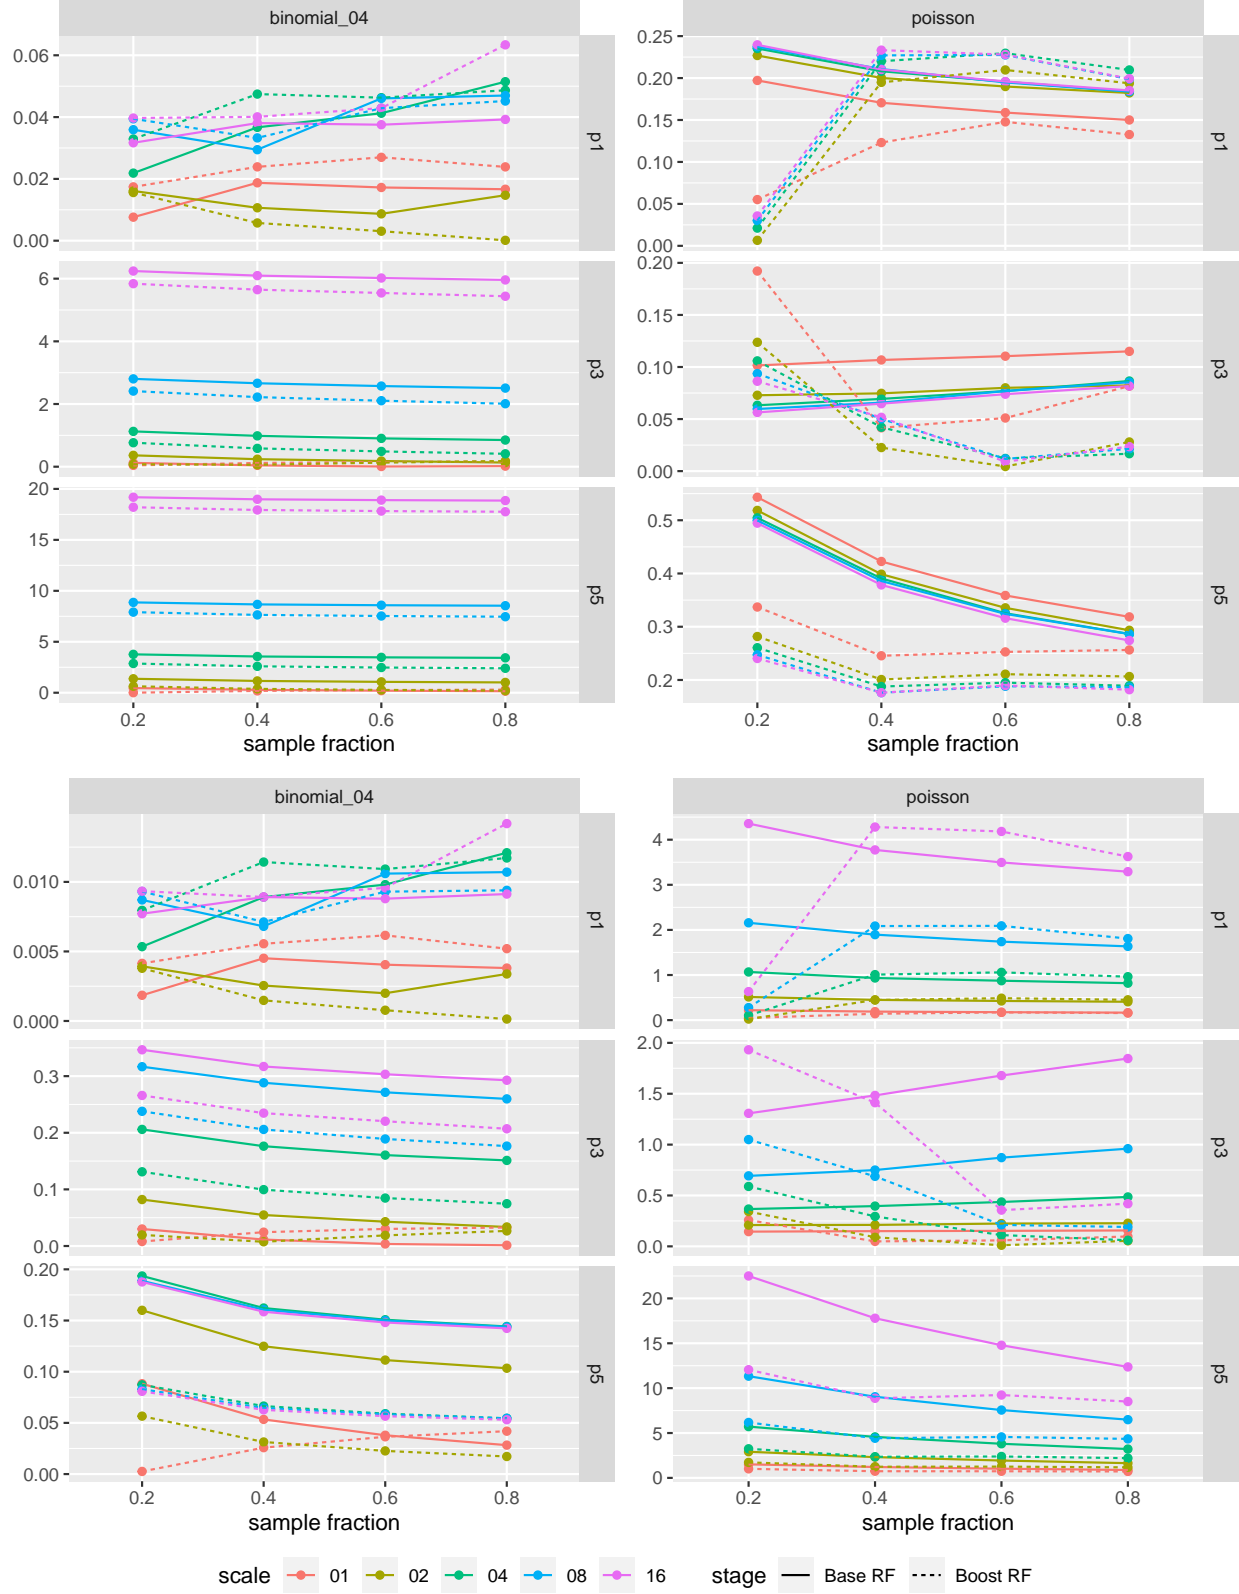 binomial_04
0.06
0.04
0.02
0.00
p1
6
4
2
0
p3
20
15
10
5
0
p5
0.2 0.4 0.6 0.8
sample fraction
poisson
0.25
0.20
0.15
0.10
0.05
0.00
p1
0.20
0.15
0.10
0.05
0.00
p3
0.5
0.4
0.3
0.2
p5
0.2 0.4 0.6 0.8
sample fraction
binomial_04
0.010
0.005
0.000
p1
0.3
0.2
0.1
0.0
p3
0.20
0.15
0.10
0.05
0.00
p5
0.2 0.4 0.6 0.8
sample fraction
poisson
4
3
2
1
0
p1
2.0
1.5
1.0
0.5
0.0
p3
20
15
10
5
0
p5
0.2 0.4 0.6 0.8
sample fraction
scale 01 02 04 08 16 stage Base RF Boost RF